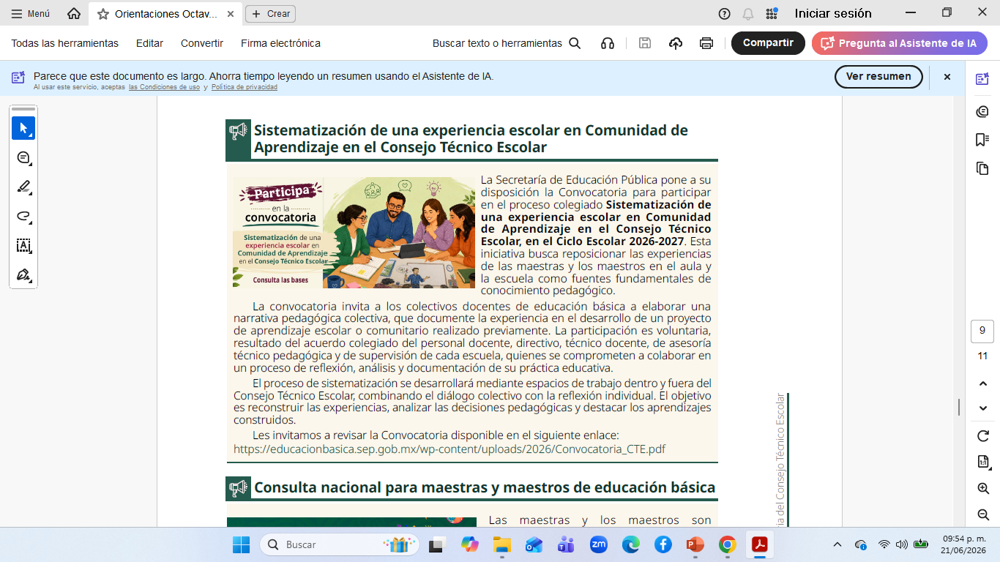 Menú
Orientaciones Octav...
Crear
Iniciar sesión
Todas las herramientas
Editar
Convertir
Firma electrónica
Buscar texto o herramientas
Compartir
Pregunta al Asistente de IA
Parece que este documento es largo. Ahorra tiempo leyendo un resumen usando el Asistente de IA.
Al usar este servicio, aceptas las Condiciones de uso y Política de privacidad
Ver resumen
Sistematización de una experiencia escolar en Comunidad de
Aprendizaje en el Consejo Técnico Escolar
Participa
en la
convocatoria
Sistematización de una
experiencia escolar en
Comunidad de Aprendizaje
en el Consejo Técnico Escolar
Consulta las bases
La Secretaría de Educación Pública pone a su
disposición la Convocatoria para participar
en el proceso colegiado Sistematización de
una experiencia escolar en Comunidad
de Aprendizaje en el Consejo Técnico
Escolar, en el Ciclo Escolar 2026-2027. Esta
iniciativa busca reposicionar las experiencias
de las maestras y los maestros en el aula y
la escuela como fuentes fundamentales de
conocimiento pedagógico.
La convocatoria invita a los colectivos docentes de educación básica a elaborar una
narrativa pedagógica colectiva, que documente la experiencia en el desarrollo de un proyecto
de aprendizaje escolar o comunitario realizado previamente. La participación es voluntaria,
resultado del acuerdo colegiado del personal docente, directivo, técnico docente, de asesoría
técnico pedagógica y de supervisión de cada escuela, quienes se comprometen a colaborar en
un proceso de reflexión, análisis y documentación de su práctica educativa.
El proceso de sistematización se desarrollará mediante espacios de trabajo dentro y fuera del
Consejo Técnico Escolar, combinando el diálogo colectivo con la reflexión individual. El objetivo
es reconstruir las experiencias, analizar las decisiones pedagógicas y destacar los aprendizajes
construidos.
Les invitamos a revisar la Convocatoria disponible en el siguiente enlace:
https://educacionbasica.sep.gob.mx/wp-content/uploads/2026/Convocatoria_CTE.pdf
Consulta nacional para maestras y maestros de educación básica
Las maestras y los maestros son
ia del Consejo Técnico Escolar
9
11
1:1
Buscar
zm
09:54 p. m.
21/06/2026